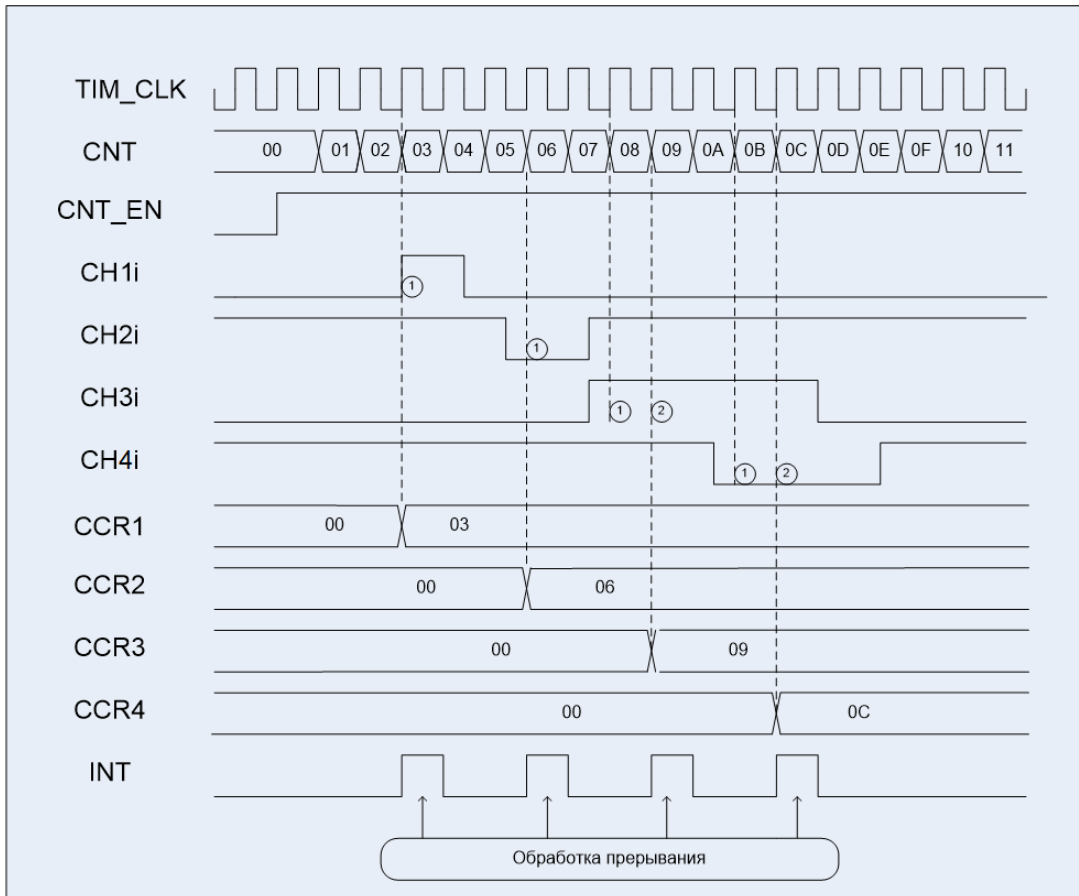 TIM_CLK
CNT 00 01 02 03 04 05 06 07 08 09 0A 0B 0C 0D 0E 0F 10 11
CNT_EN
CH1i 1
CH2i 1
CH3i 1 2
CH4i 1 2
CCR1 00 03
CCR2 00 06
CCR3 00 09
CCR4 00 0C
INT
Обработка прерывания